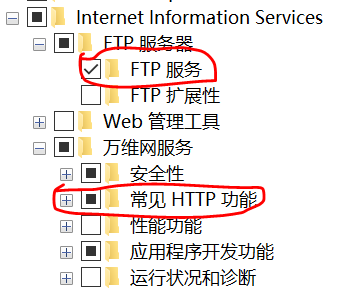 Internet Information Services
FTP 服务器
FTP 服务
FTP 扩展性
Web 管理工具
万维网服务
安全性
常见 HTTP 功能
性能功能
应用程序开发功能
运行状况和诊断